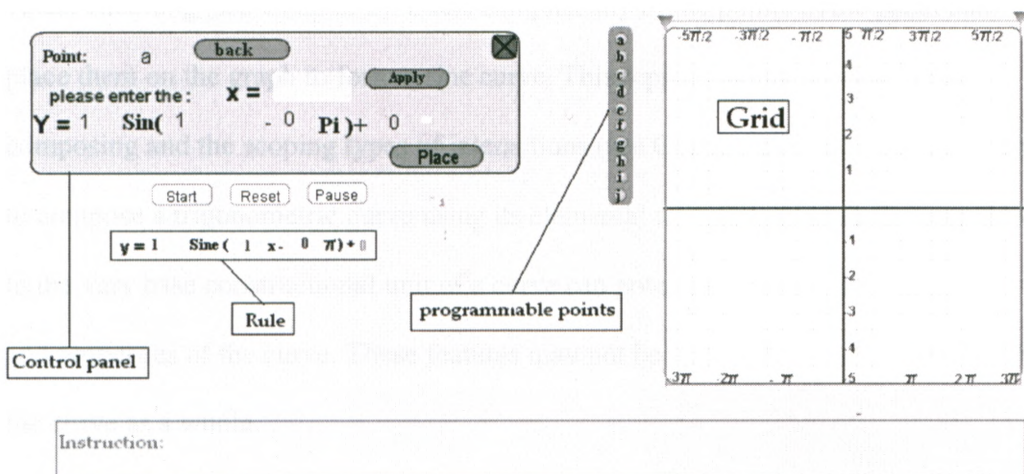 Point: a back
please enter the : x = Apply
Y = 1 Sin( 1 - 0 Pi )+ 0
Place
Start Reset Pause
y = 1 Sine ( 1 x - 0 π) + 0
Rule
Control panel
a
b
c
d
e
f
g
h
i
j
programmable points
-5π/2 -3π/2 -π/2 5 π/2 3π/2 5π/2
4
3
2
1
-1
-2
-3
-4
-3π -2π -π -5 π 2π 3π
Grid
Instruction: